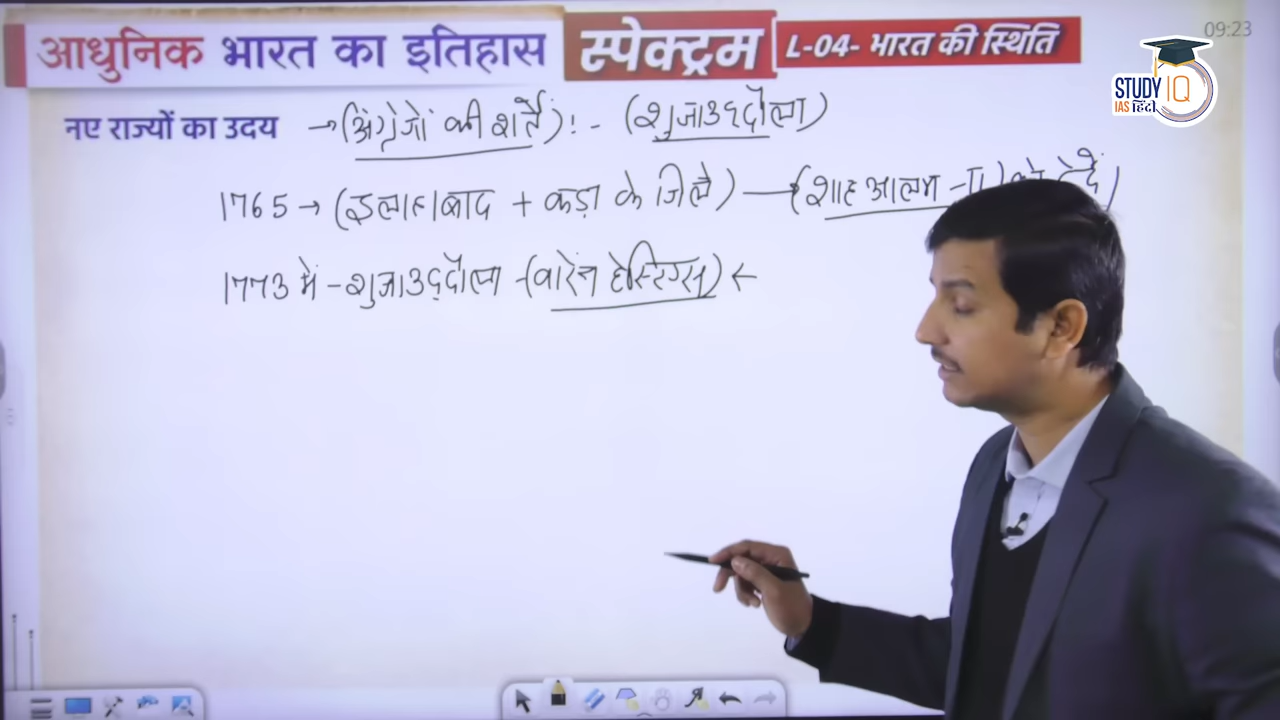 आधुनिक भारत का इतिहास स्पेक्ट्रम L-04- भारत की स्थिति
09:23
STUDY IQ
IAS हिंदी
नए राज्यों का उदय → (अंग्रेजों की शर्तें) :- (शुजाउद्दौला)
1765 → (इलाहाबाद + कड़ा के जिले) → (शाह आलम - II)
1773 में - शुजाउद्दौला - (वारेन हेस्टिंग्स) ←